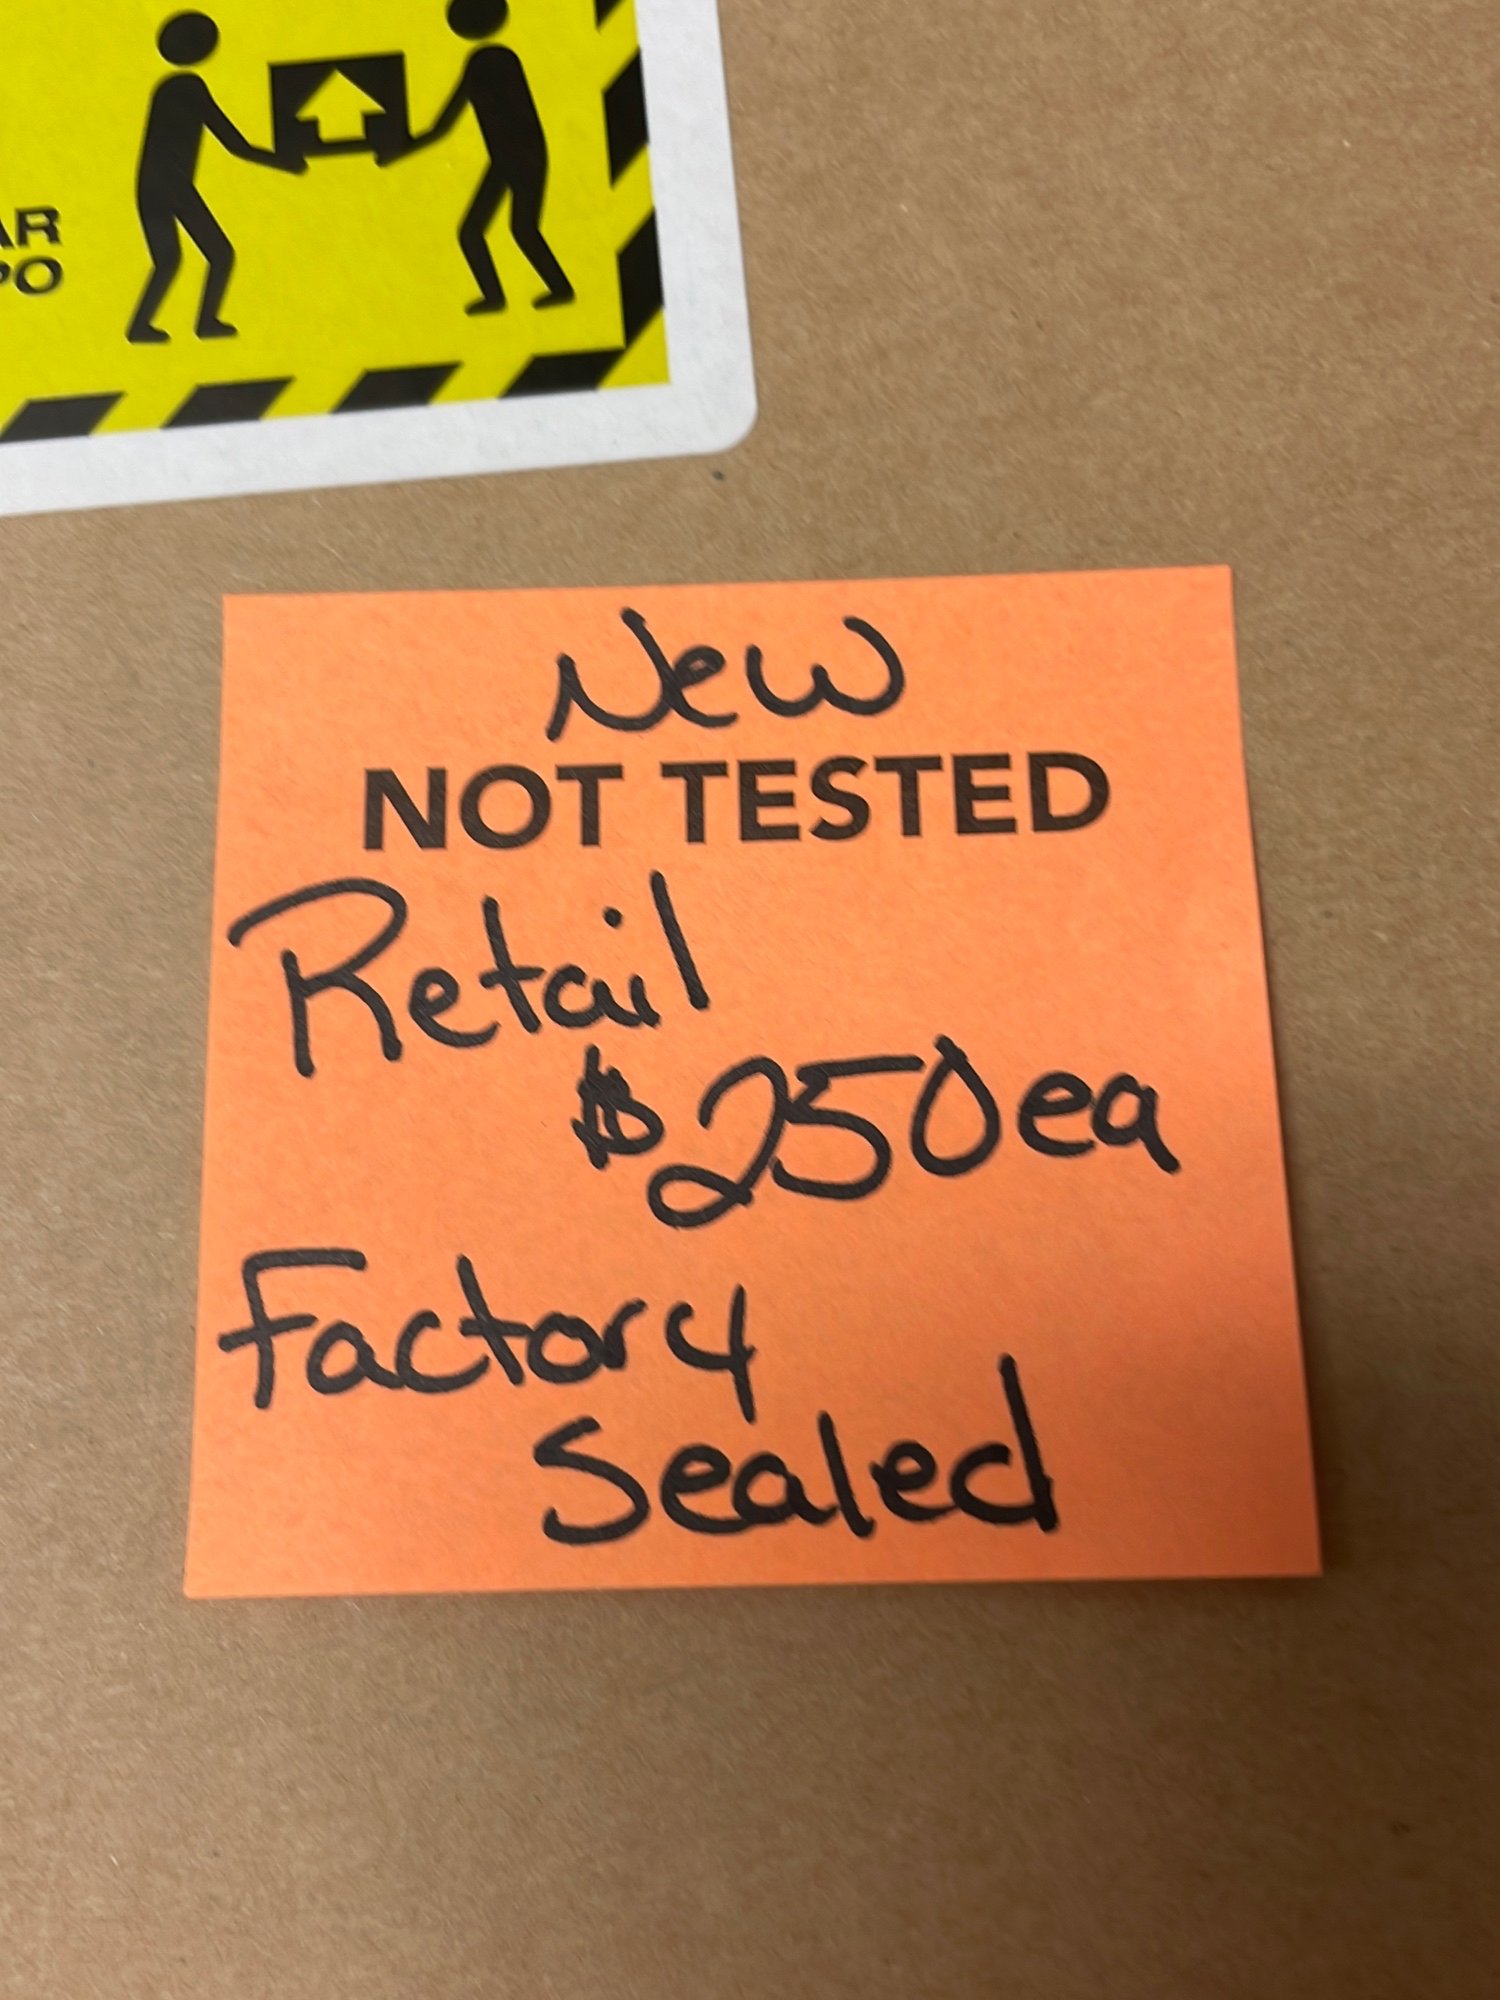 AR
PO
New
NOT TESTED
Retail
$250ea
Factory
Sealed